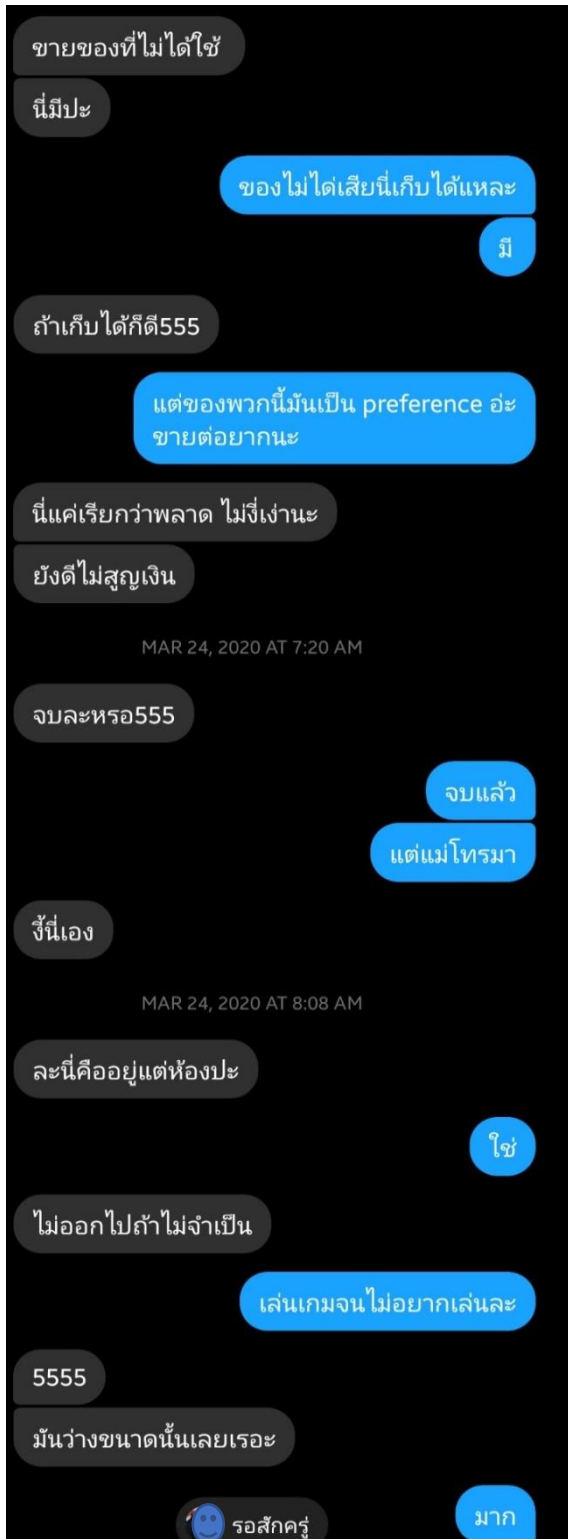 ขายของที่ไม่ได้ใช้
นี่มีปะ
ของไม่ได่เสียนี่เก็บได้แหละ
มี
ถ้าเก็บได้ก็ดี555
แต่ของพวกนี้มันเป็น preference อ่ะ
ขายต่อยากนะ
นี่แค่เรียกว่าพลาด ไม่งี่เง่านะ
ยังดีไม่สูญเงิน
MAR 24, 2020 AT 7:20 AM
จบละหรอ555
จบแล้ว
แต่แม่โทรมา
งี้นี่เอง
MAR 24, 2020 AT 8:08 AM
ละนี่คืออยู่แต่ห้องปะ
ใช่
ไม่ออกไปถ้าไม่จำเป็น
เล่นเกมจนไม่อยากเล่นละ
5555
มันว่างขนาดนั้นเลยเรอะ
มาก
รอสักครู่